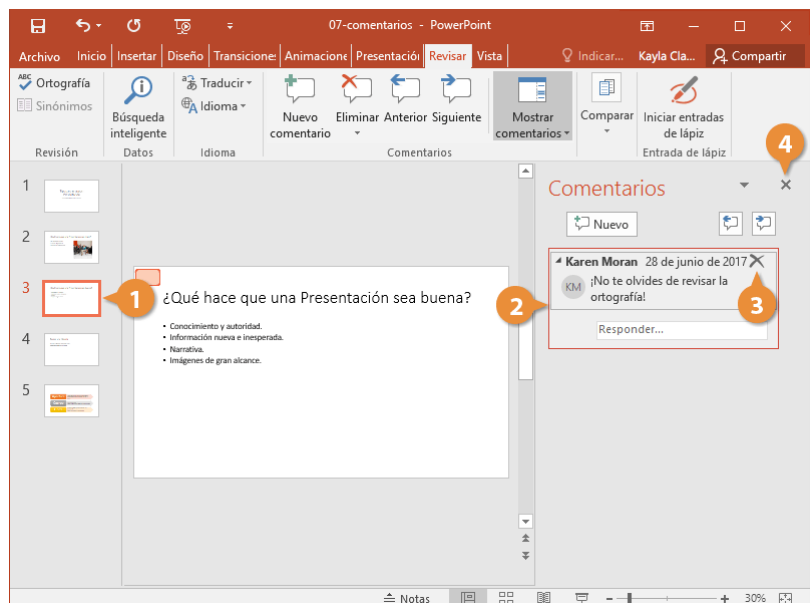 07-comentarios - PowerPoint
Archivo Inicio Insertar Diseño Transicione Animacione Presentació Revisar Vista Indicar... Kayla Cla... Compartir
ABC Ortografía
Sinónimos
Revisión
Búsqueda
inteligente
Datos
Traducir
Idioma
Idioma
Nuevo
comentario
Eliminar Anterior Siguiente
Mostrar
comentarios
Comentarios
Comparar
Iniciar entradas
de lápiz
Entrada de lápiz
4
1
2
3
4
5
1
¿Qué hace que una Presentación sea buena?
• Conocimiento y autoridad.
• Información nueva e inesperada.
• Narrativa.
• Imágenes de gran alcance.
Comentarios
Nuevo
2
Karen Moran 28 de junio de 2017
KM
¡No te olvides de revisar la
ortografía!
3
Responder...
Notas
30%